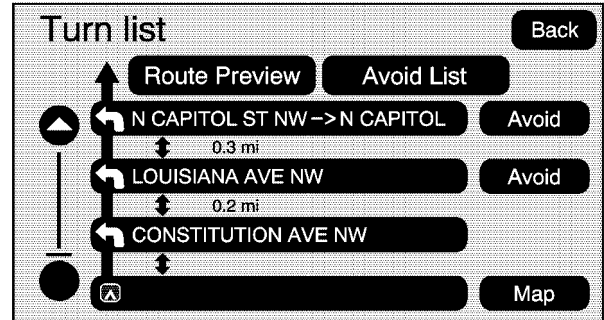 Turn list
Back
Route Preview
Avoid List
N CAPITOL ST NW–>N CAPITOL
Avoid
0.3 mi
LOUISIANA AVE NW
Avoid
0.2 mi
CONSTITUTION AVE NW
Map